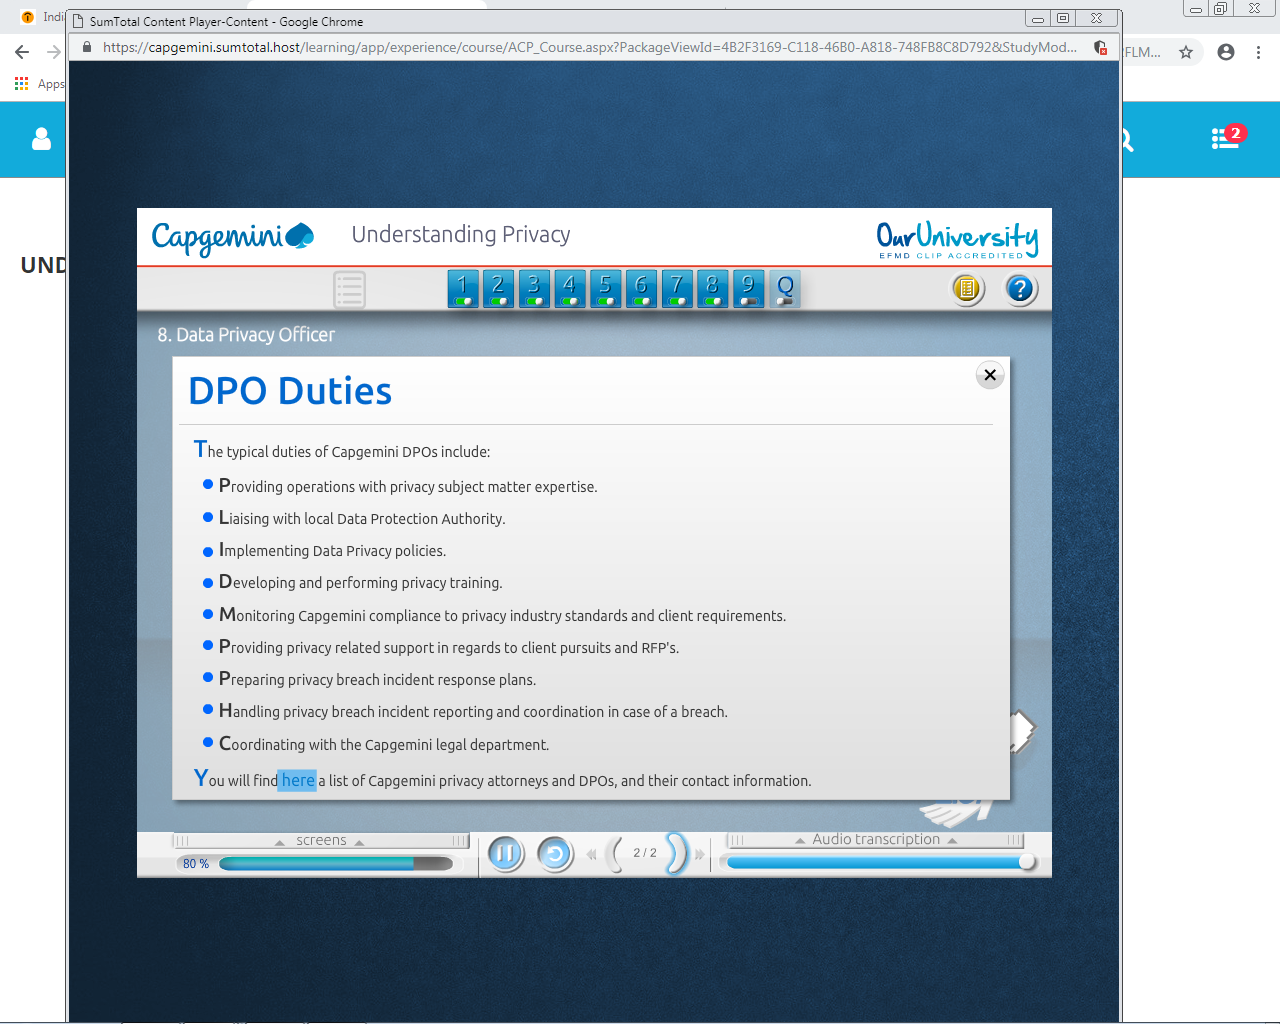 Indi
SumTotal Content Player-Content - Google Chrome
https://capgemini.sumtotal.host/learning/app/experience/course/ACP_Course.aspx?PackageViewId=4B2F3169-C118-46B0-A818-748FB8C8D792&StudyMod...
2FLM...
Apps
2
UND
Capgemini
Understanding Privacy
OurUniversity
EFMD CLIP ACCREDITED
1 2 3 4 5 6 7 8 9 Q
?
8. Data Privacy Officer
DPO Duties
The typical duties of Capgemini DPOs include:
Providing operations with privacy subject matter expertise.
Liaising with local Data Protection Authority.
Implementing Data Privacy policies.
Developing and performing privacy training.
Monitoring Capgemini compliance to privacy industry standards and client requirements.
Providing privacy related support in regards to client pursuits and RFP's.
Preparing privacy breach incident response plans.
Handling privacy breach incident reporting and coordination in case of a breach.
Coordinating with the Capgemini legal department.
You will find here a list of Capgemini privacy attorneys and DPOs, and their contact information.
screens
Audio transcription
80 %
2 / 2